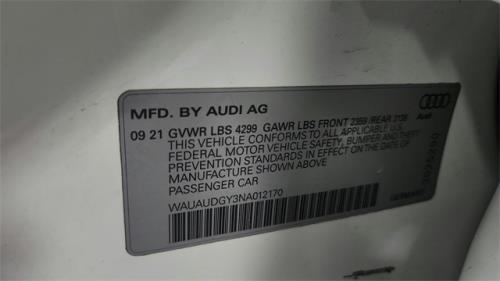 MFD. BY AUDI AG
09 21 GVWR LBS 4299 GAWR LBS FRONT 2359 /REAR 2138
THIS VEHICLE CONFORMS TO ALL APPLICABLE U.S.
FEDERAL MOTOR VEHICLE SAFETY, BUMPER AND THEFT
PREVENTION STANDARDS IN EFFECT ON THE DATE OF
MANUFACTURE SHOWN ABOVE
PASSENGER CAR
WAUAUDGY3NA012170
Audi